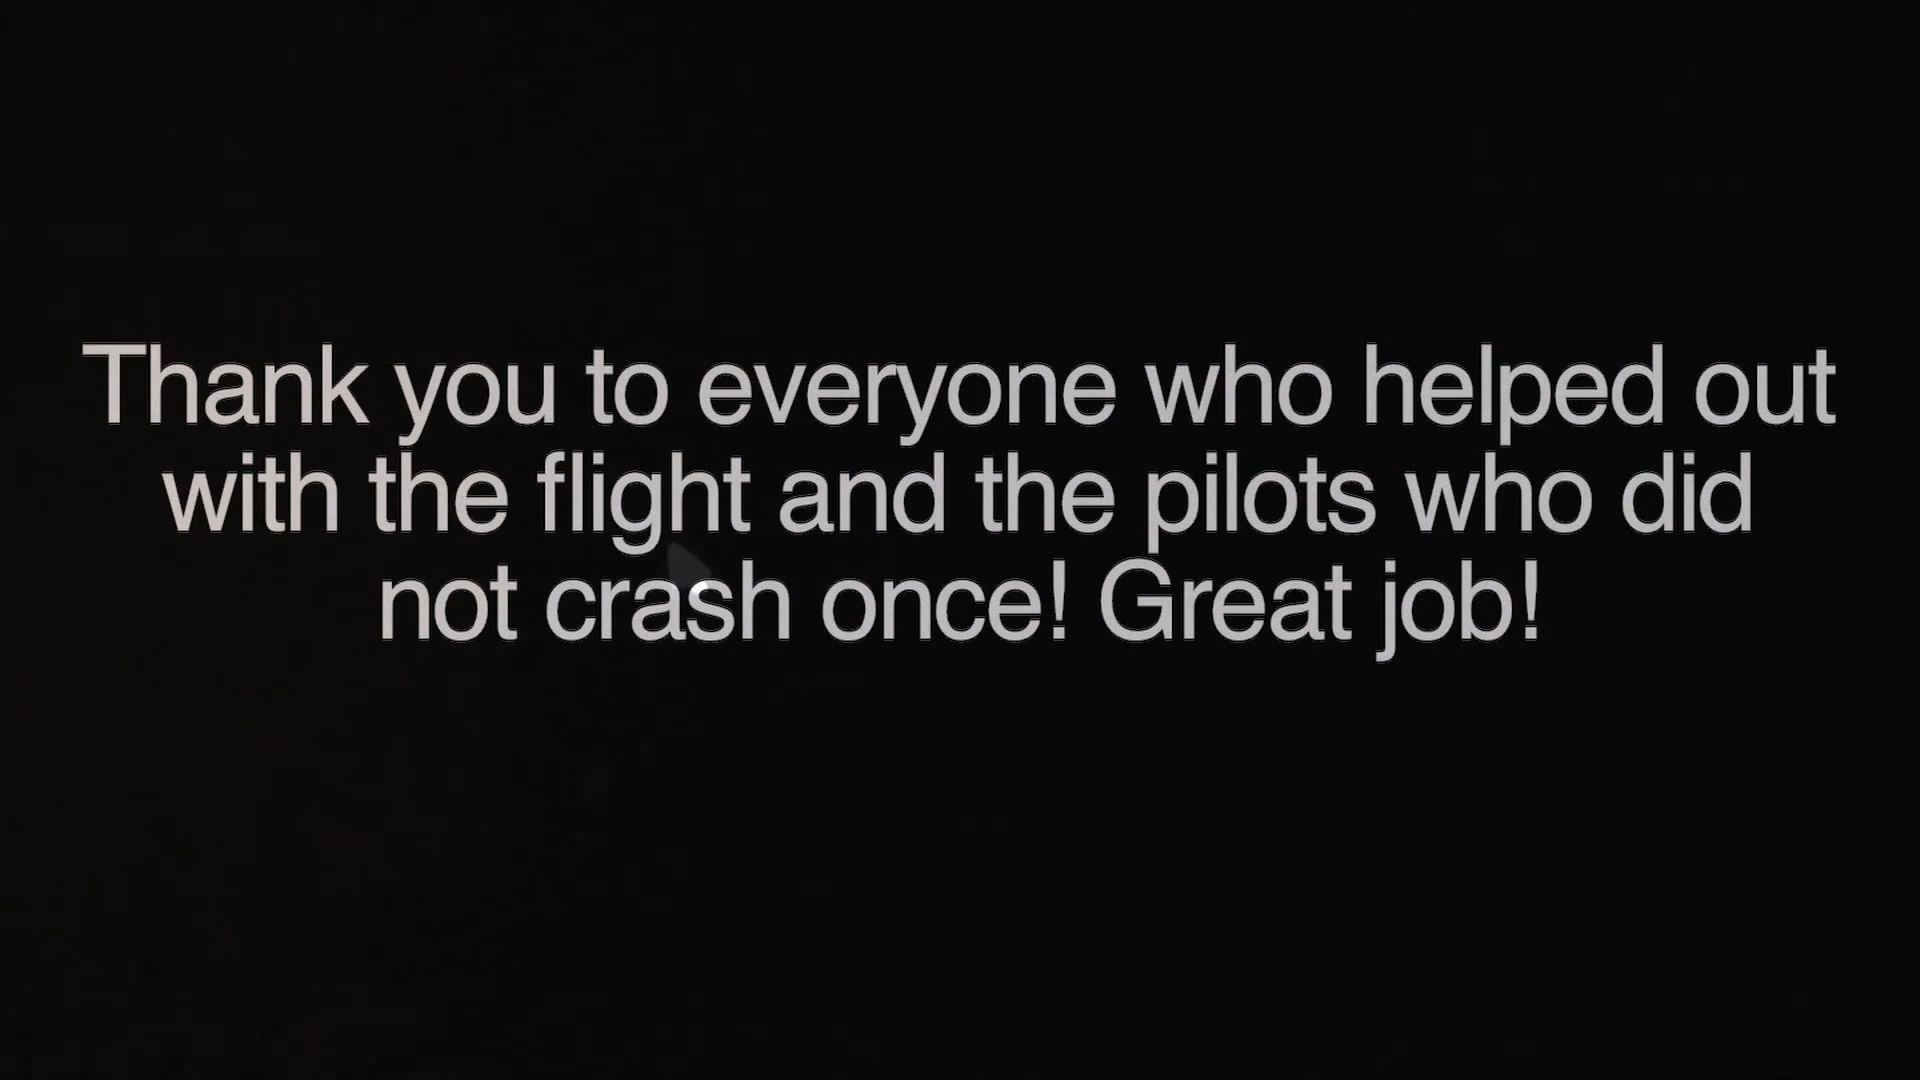 Thank you to everyone who helped out
with the flight and the pilots who did
not crash once! Great job!